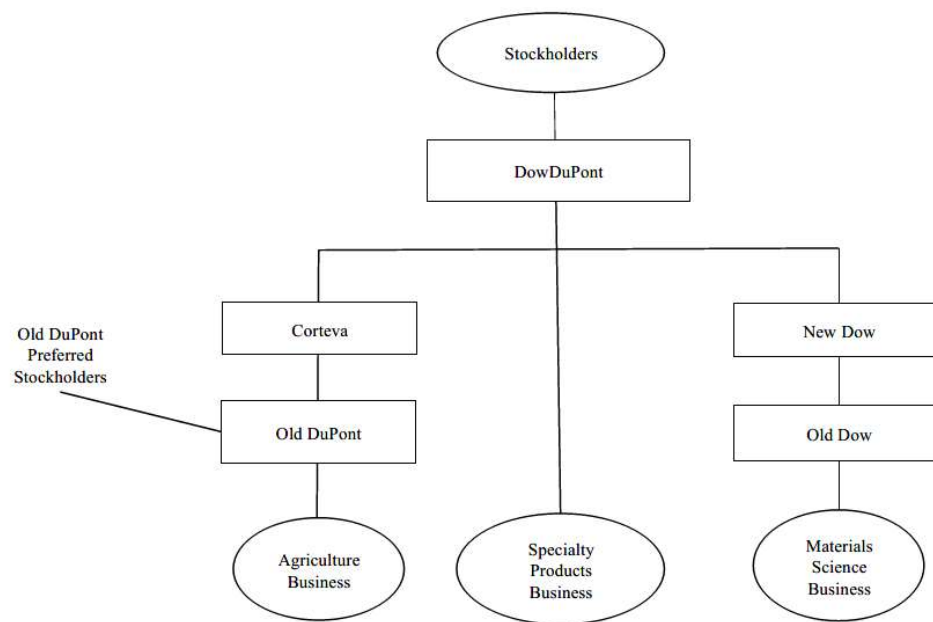 Stockholders
DowDuPont
Corteva
New Dow
Old DuPont
Preferred
Stockholders
Old DuPont
Old Dow
Agriculture
Business
Specialty
Products
Business
Materials
Science
Business